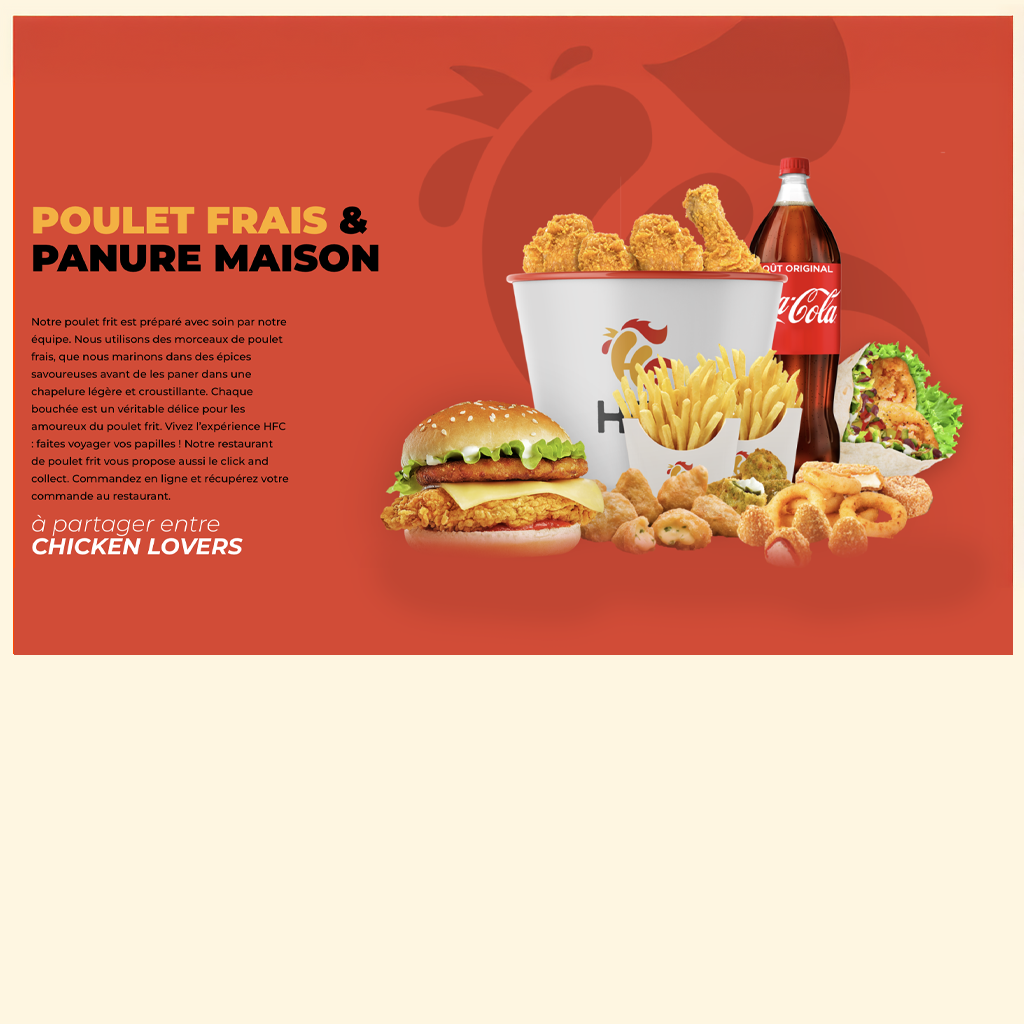 POULET FRAIS &
PANURE MAISON
Notre poulet frit est préparé avec soin par notre
équipe. Nous utilisons des morceaux de poulet
frais, que nous marinons dans des épices
savoureuses avant de les paner dans une
chapelure légère et croustillante. Chaque
bouchée est un véritable délice pour les
amoureux du poulet frit. Vivez l'expérience HFC
: faites voyager vos papilles ! Notre restaurant
de poulet frit vous propose aussi le click and
collect. Commandez en ligne et récupérez votre
commande au restaurant.
à partager entre
CHICKEN LOVERS
ORIGINAL